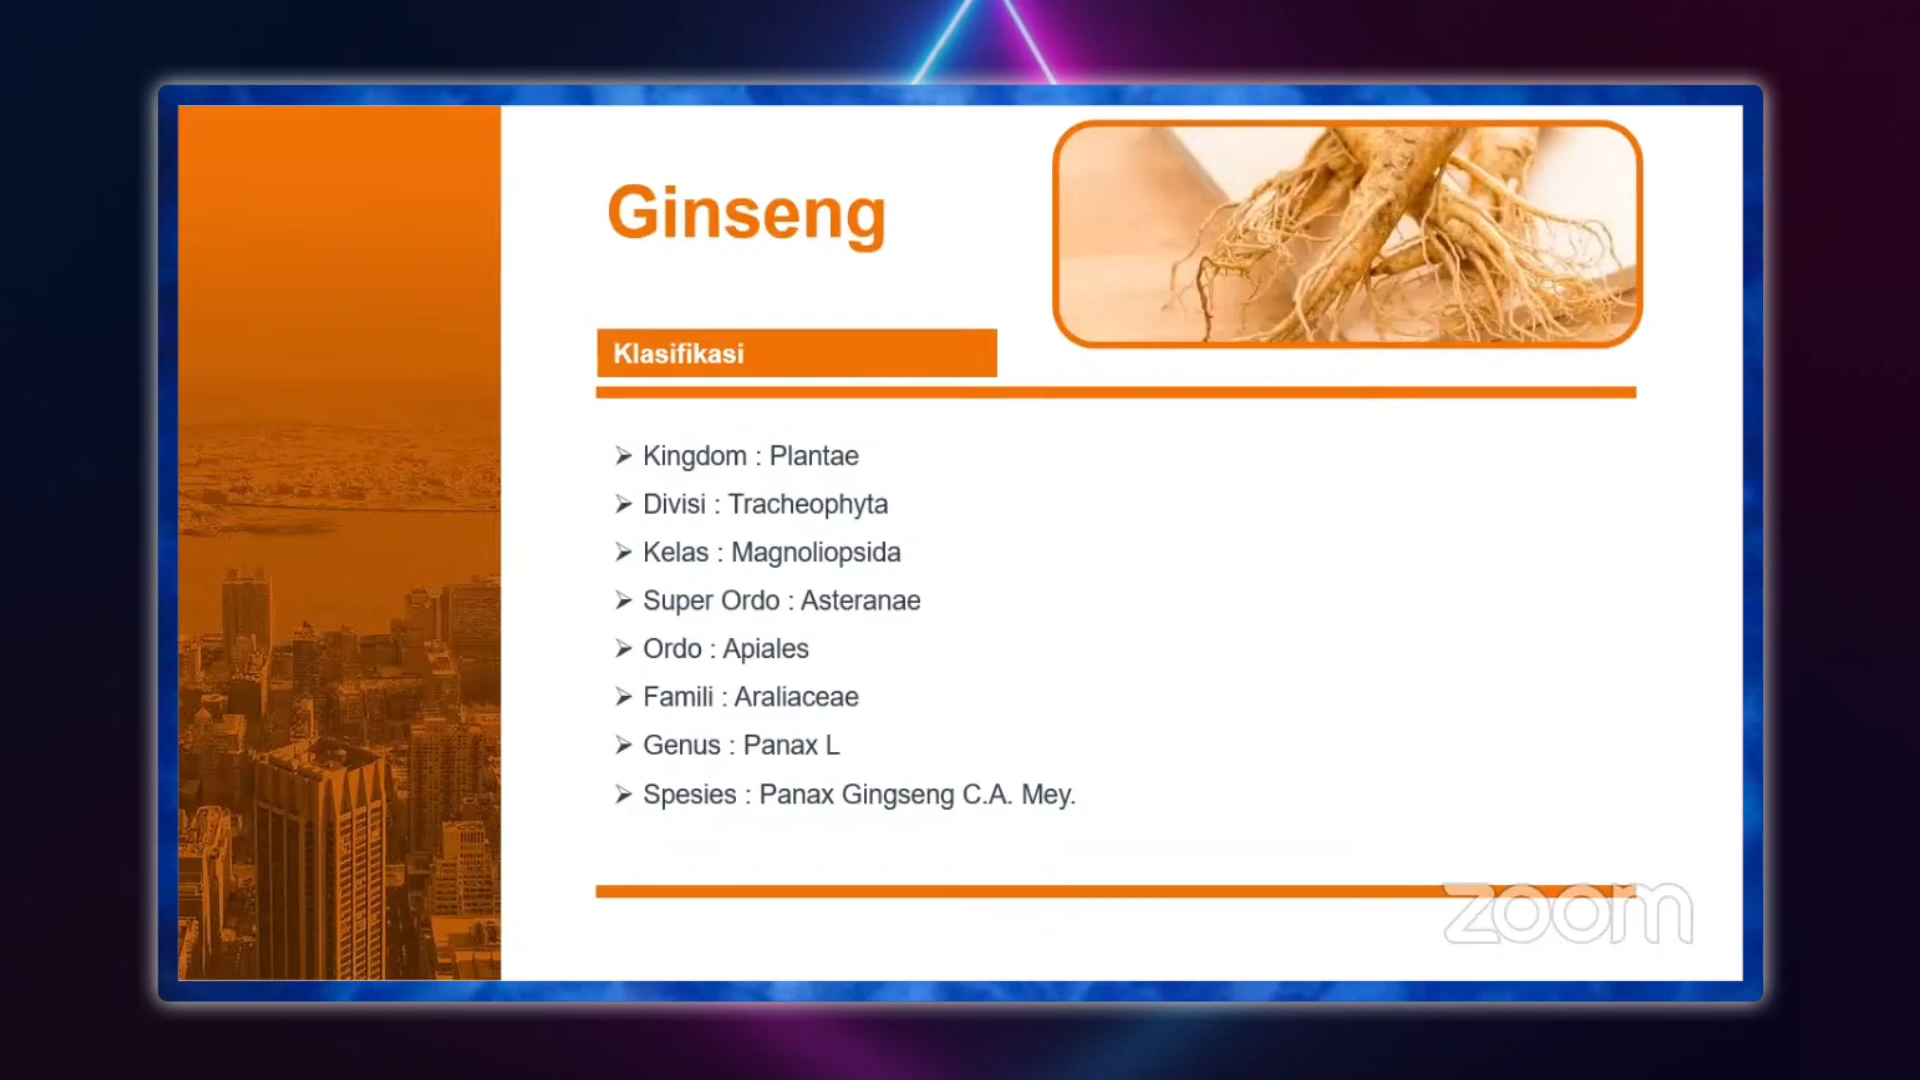 Ginseng
Klasifikasi
➢ Kingdom : Plantae
➢ Divisi : Tracheophyta
➢ Kelas : Magnoliopsida
➢ Super Ordo : Asteranae
➢ Ordo : Apiales
➢ Famili : Araliaceae
➢ Genus : Panax L
➢ Spesies : Panax Gingseng C.A. Mey.
zoom